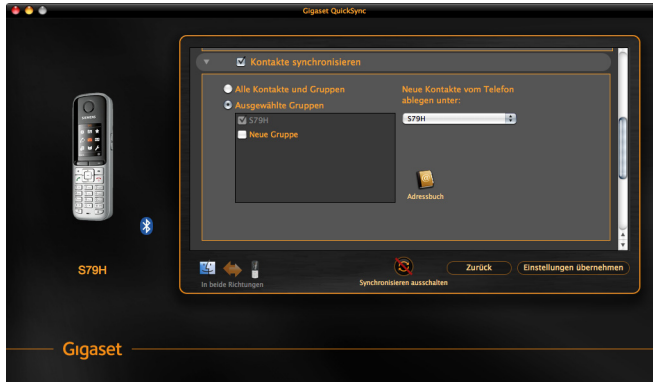 Gigaset QuickSync
Kontakte synchronisieren
Alle Kontakte und Gruppen
Ausgewählte Gruppen
S79H
Neue Gruppe
Neue Kontakte vom Telefon
ablegen unter:
S79H
Adressbuch
S79H
In beide Richtungen
Synchronisieren ausschalten
Zurück
Einstellungen übernehmen
Gigaset